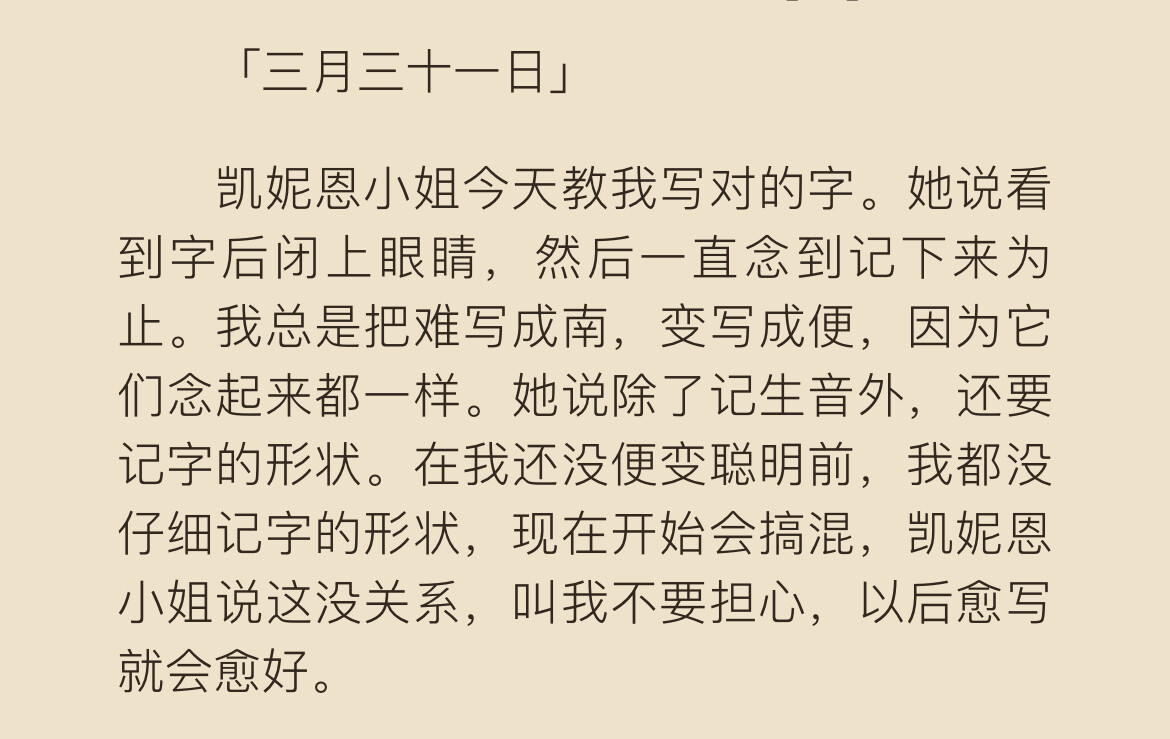 「三月三十一日」
凯妮恩小姐今天教我写对的字。她说看
到字后闭上眼睛，然后一直念到记下来为
止。我总是把难写成南，变写成便，因为它
们念起来都一样。她说除了记生音外，还要
记字的形状。在我还没便变聪明前，我都没
仔细记字的形状，现在开始会搞混，凯妮恩
小姐说这没关系，叫我不要担心，以后愈写
就会愈好。